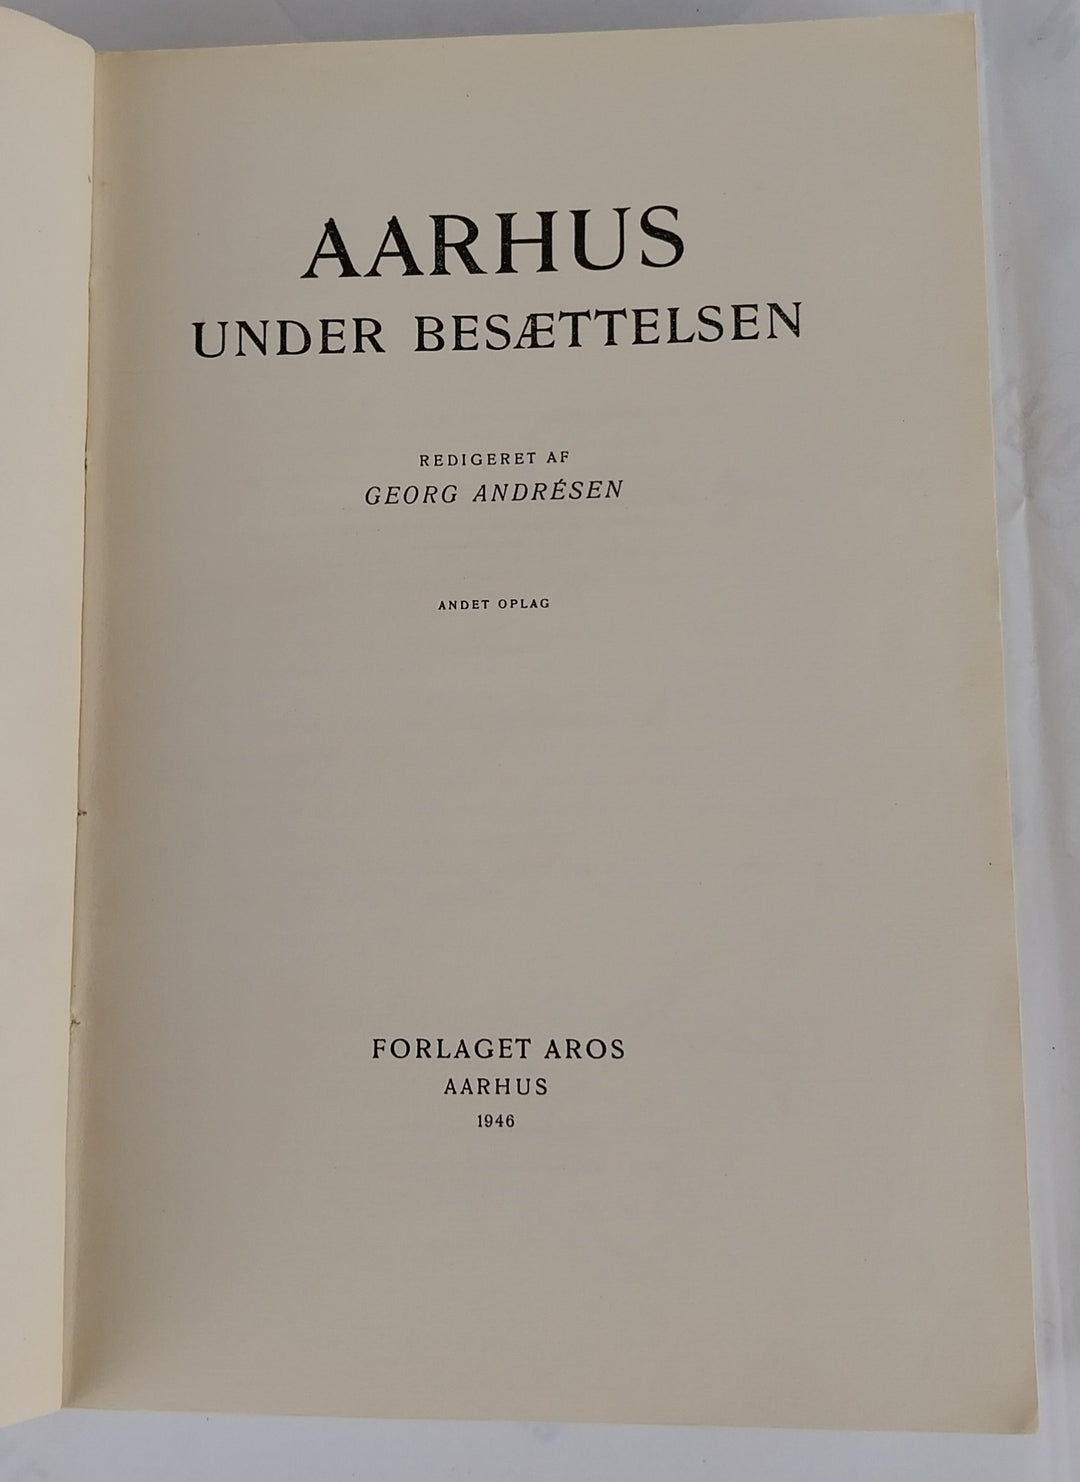 AARHUS
UNDER BESÆTTELSEN
REDIGERET AF
GEORG ANDRÉSEN
ANDET OPLAG
FORLAGET AROS
AARHUS
1946